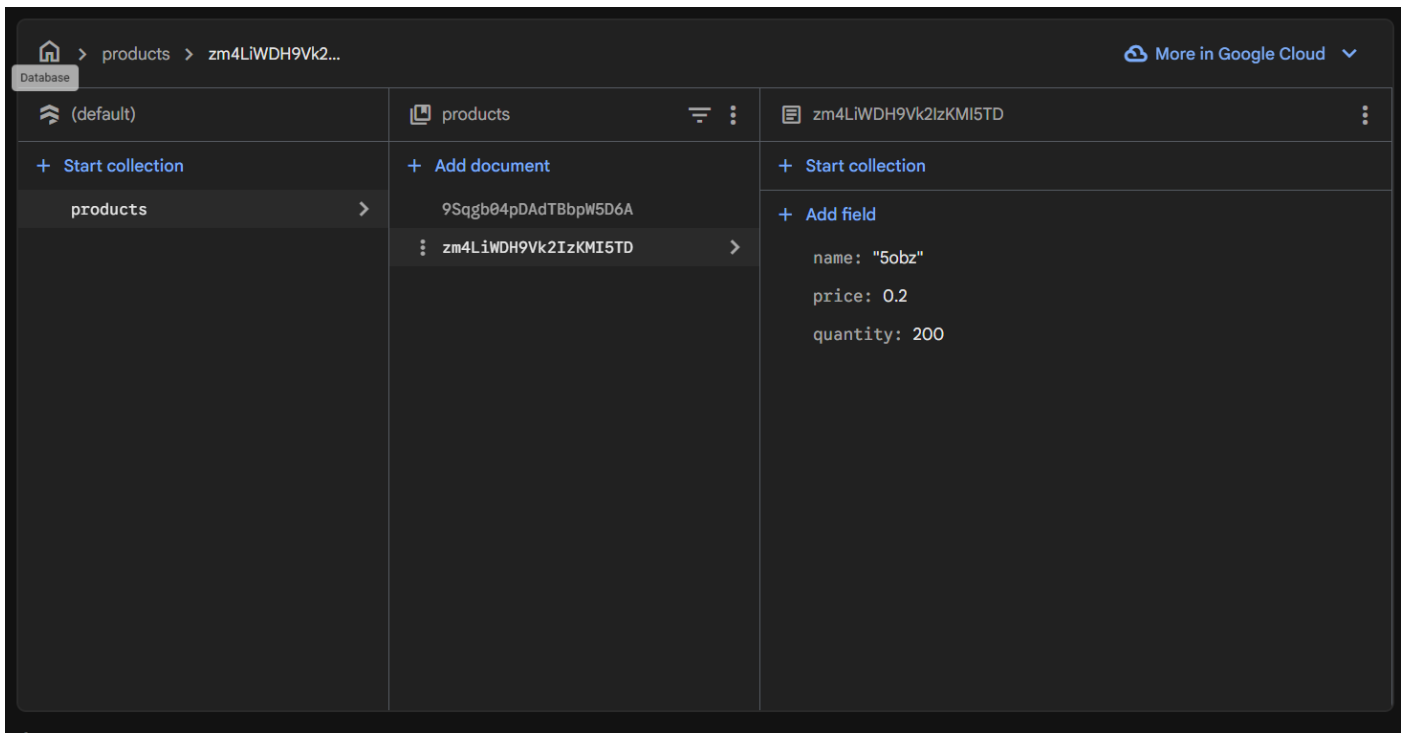 products > zm4LiWDH9Vk2...
More in Google Cloud
Database
(default)
products
zm4LiWDH9Vk2IzKMI5TD
+ Start collection
+ Add document
+ Start collection
products
9Sqgb04pDAdTBbpW5D6A
+ Add field
zm4LiWDH9Vk2IzKMI5TD
name: "5obz"
price: 0.2
quantity: 200